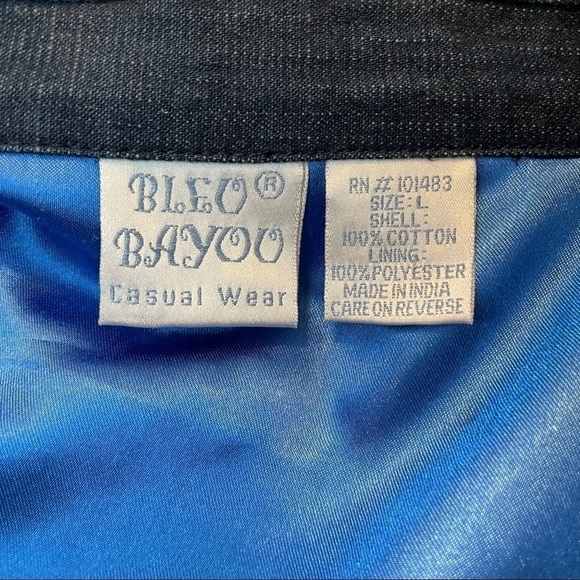 BLEU®
BAYOU
Casual Wear
RN # 101483
SIZE: L
SHELL:
100% COTTON
LINING:
100% POLYESTER
MADE IN INDIA
CARE ON REVERSE